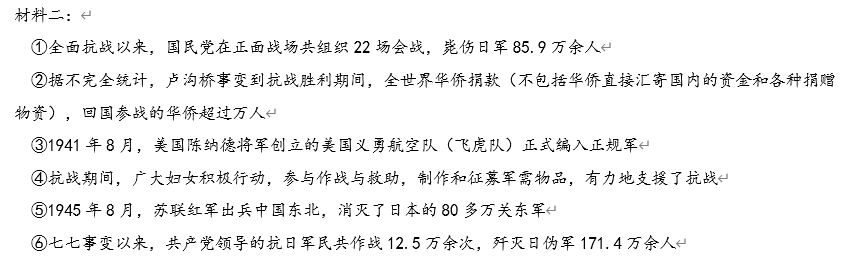 材料二：
①全面抗战以来，国民党在正面战场共组织 22 场会战，毙伤日军 85.9 万余人
②据不完全统计，卢沟桥事变到抗战胜利期间，全世界华侨捐款（不包括华侨直接汇寄国内的资金和各种捐赠
物资），回国参战的华侨超过万人
③1941 年 8 月，美国陈纳德将军创立的美国义勇航空队（飞虎队）正式编入正规军
④抗战期间，广大妇女积极行动，参与作战与救助，制作和征募军需物品，有力地支援了抗战
⑤1945 年 8 月，苏联红军出兵中国东北，消灭了日本的 80 多万关东军
⑥七七事变以来，共产党领导的抗日军民共作战 12.5 万余次，歼灭日伪军 171.4 万余人